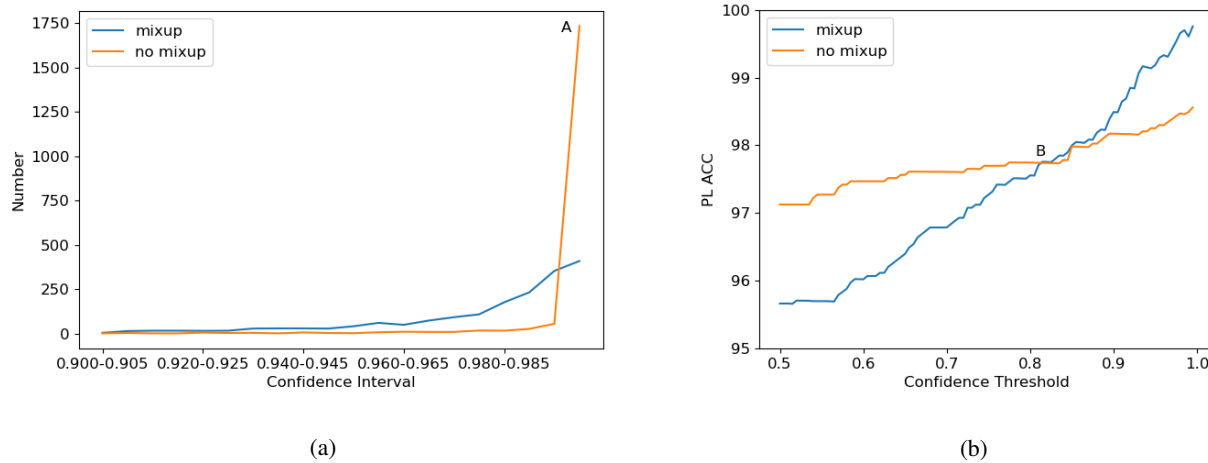 mixup
no mixup
A
1750
1500
1250
1000
750
500
250
0
Number
0.900-0.905 0.920-0.925 0.940-0.945 0.960-0.965 0.980-0.985
Confidence Interval
(a)
mixup
no mixup
B
100
99
98
97
96
95
PL ACC
0.5 0.6 0.7 0.8 0.9 1.0
Confidence Threshold
(b)